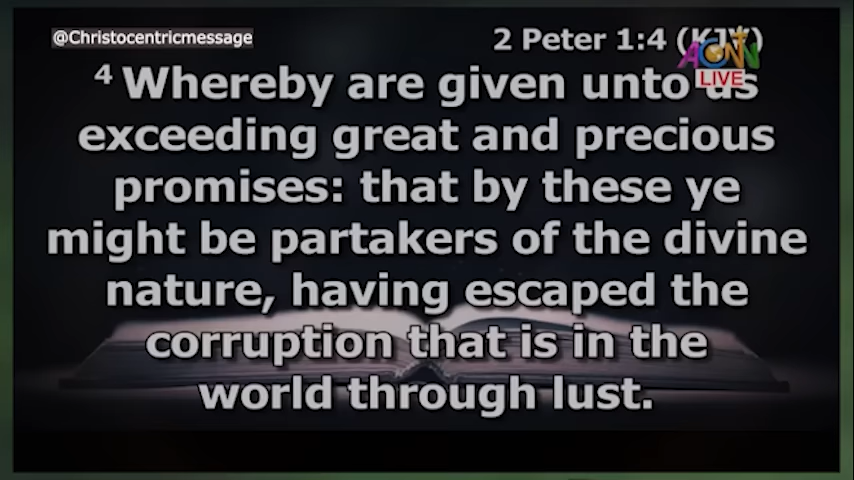 @Christocentricmessage
2 Peter 1:4 (KJV)
ACNN
LIVE
4 Whereby are given unto us
exceeding great and precious
promises: that by these ye
might be partakers of the divine
nature, having escaped the
corruption that is in the
world through lust.